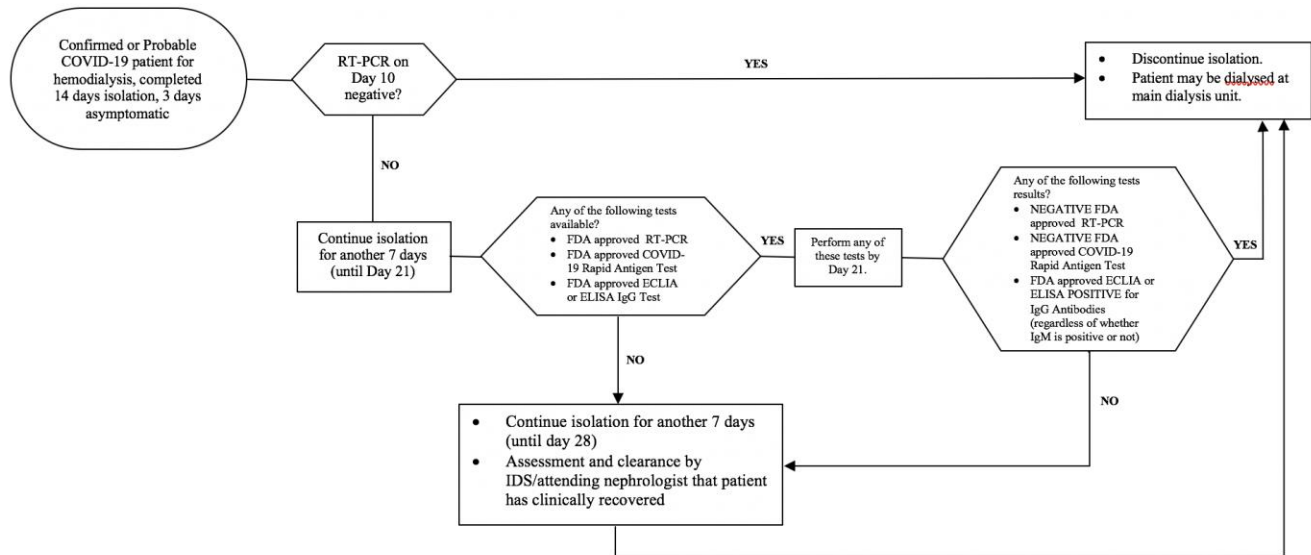 Confirmed or Probable
COVID-19 patient for
hemodialysis, completed
14 days isolation, 3 days
asymptomatic
RT-PCR on
Day 10
negative?
YES
• Discontinue isolation.
• Patient may be dialysed at
main dialysis unit.
NO
Continue isolation
for another 7 days
(until Day 21)
Any of the following tests
available?
• FDA approved RT-PCR
• FDA approved COVID-
19 Rapid Antigen Test
• FDA approved ECLIA
or ELISA IgG Test
YES
Perform any of
these tests by
Day 21.
Any of the following tests
results?
• NEGATIVE FDA
approved RT-PCR
• NEGATIVE FDA
approved COVID-19
Rapid Antigen Test
• FDA approved ECLIA or
ELISA POSITIVE for
IgG Antibodies
(regardless of whether
IgM is positive or not)
YES
NO
NO
• Continue isolation for another 7 days
(until day 28)
• Assessment and clearance by
IDS/attending nephrologist that patient
has clinically recovered